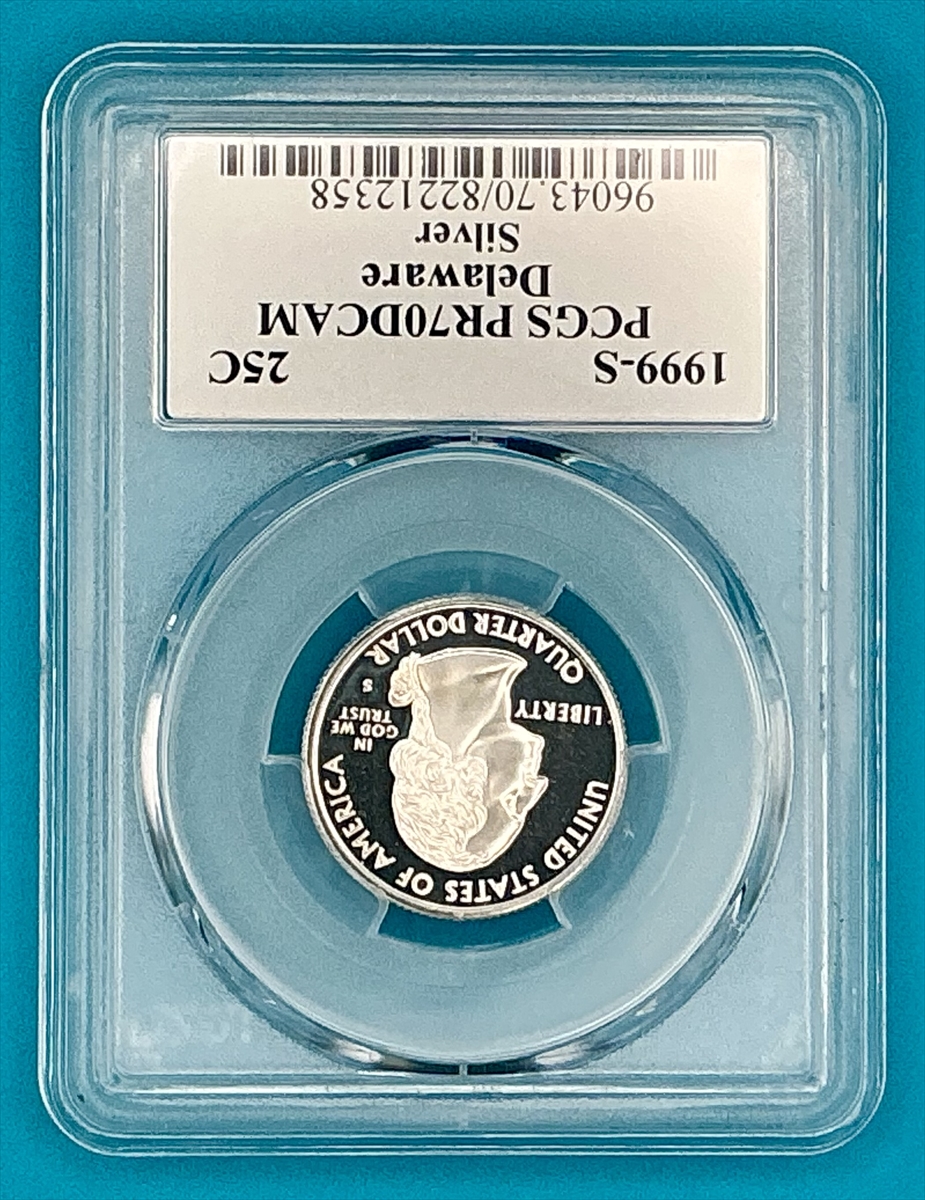 UNITED STATES OF AMERICA
LIBERTY
IN
GOD WE
TRUST
S
QUARTER DOLLAR
1999-S 25C
PCGS PR70DCAM
Delaware
Silver
96043.70/82212358